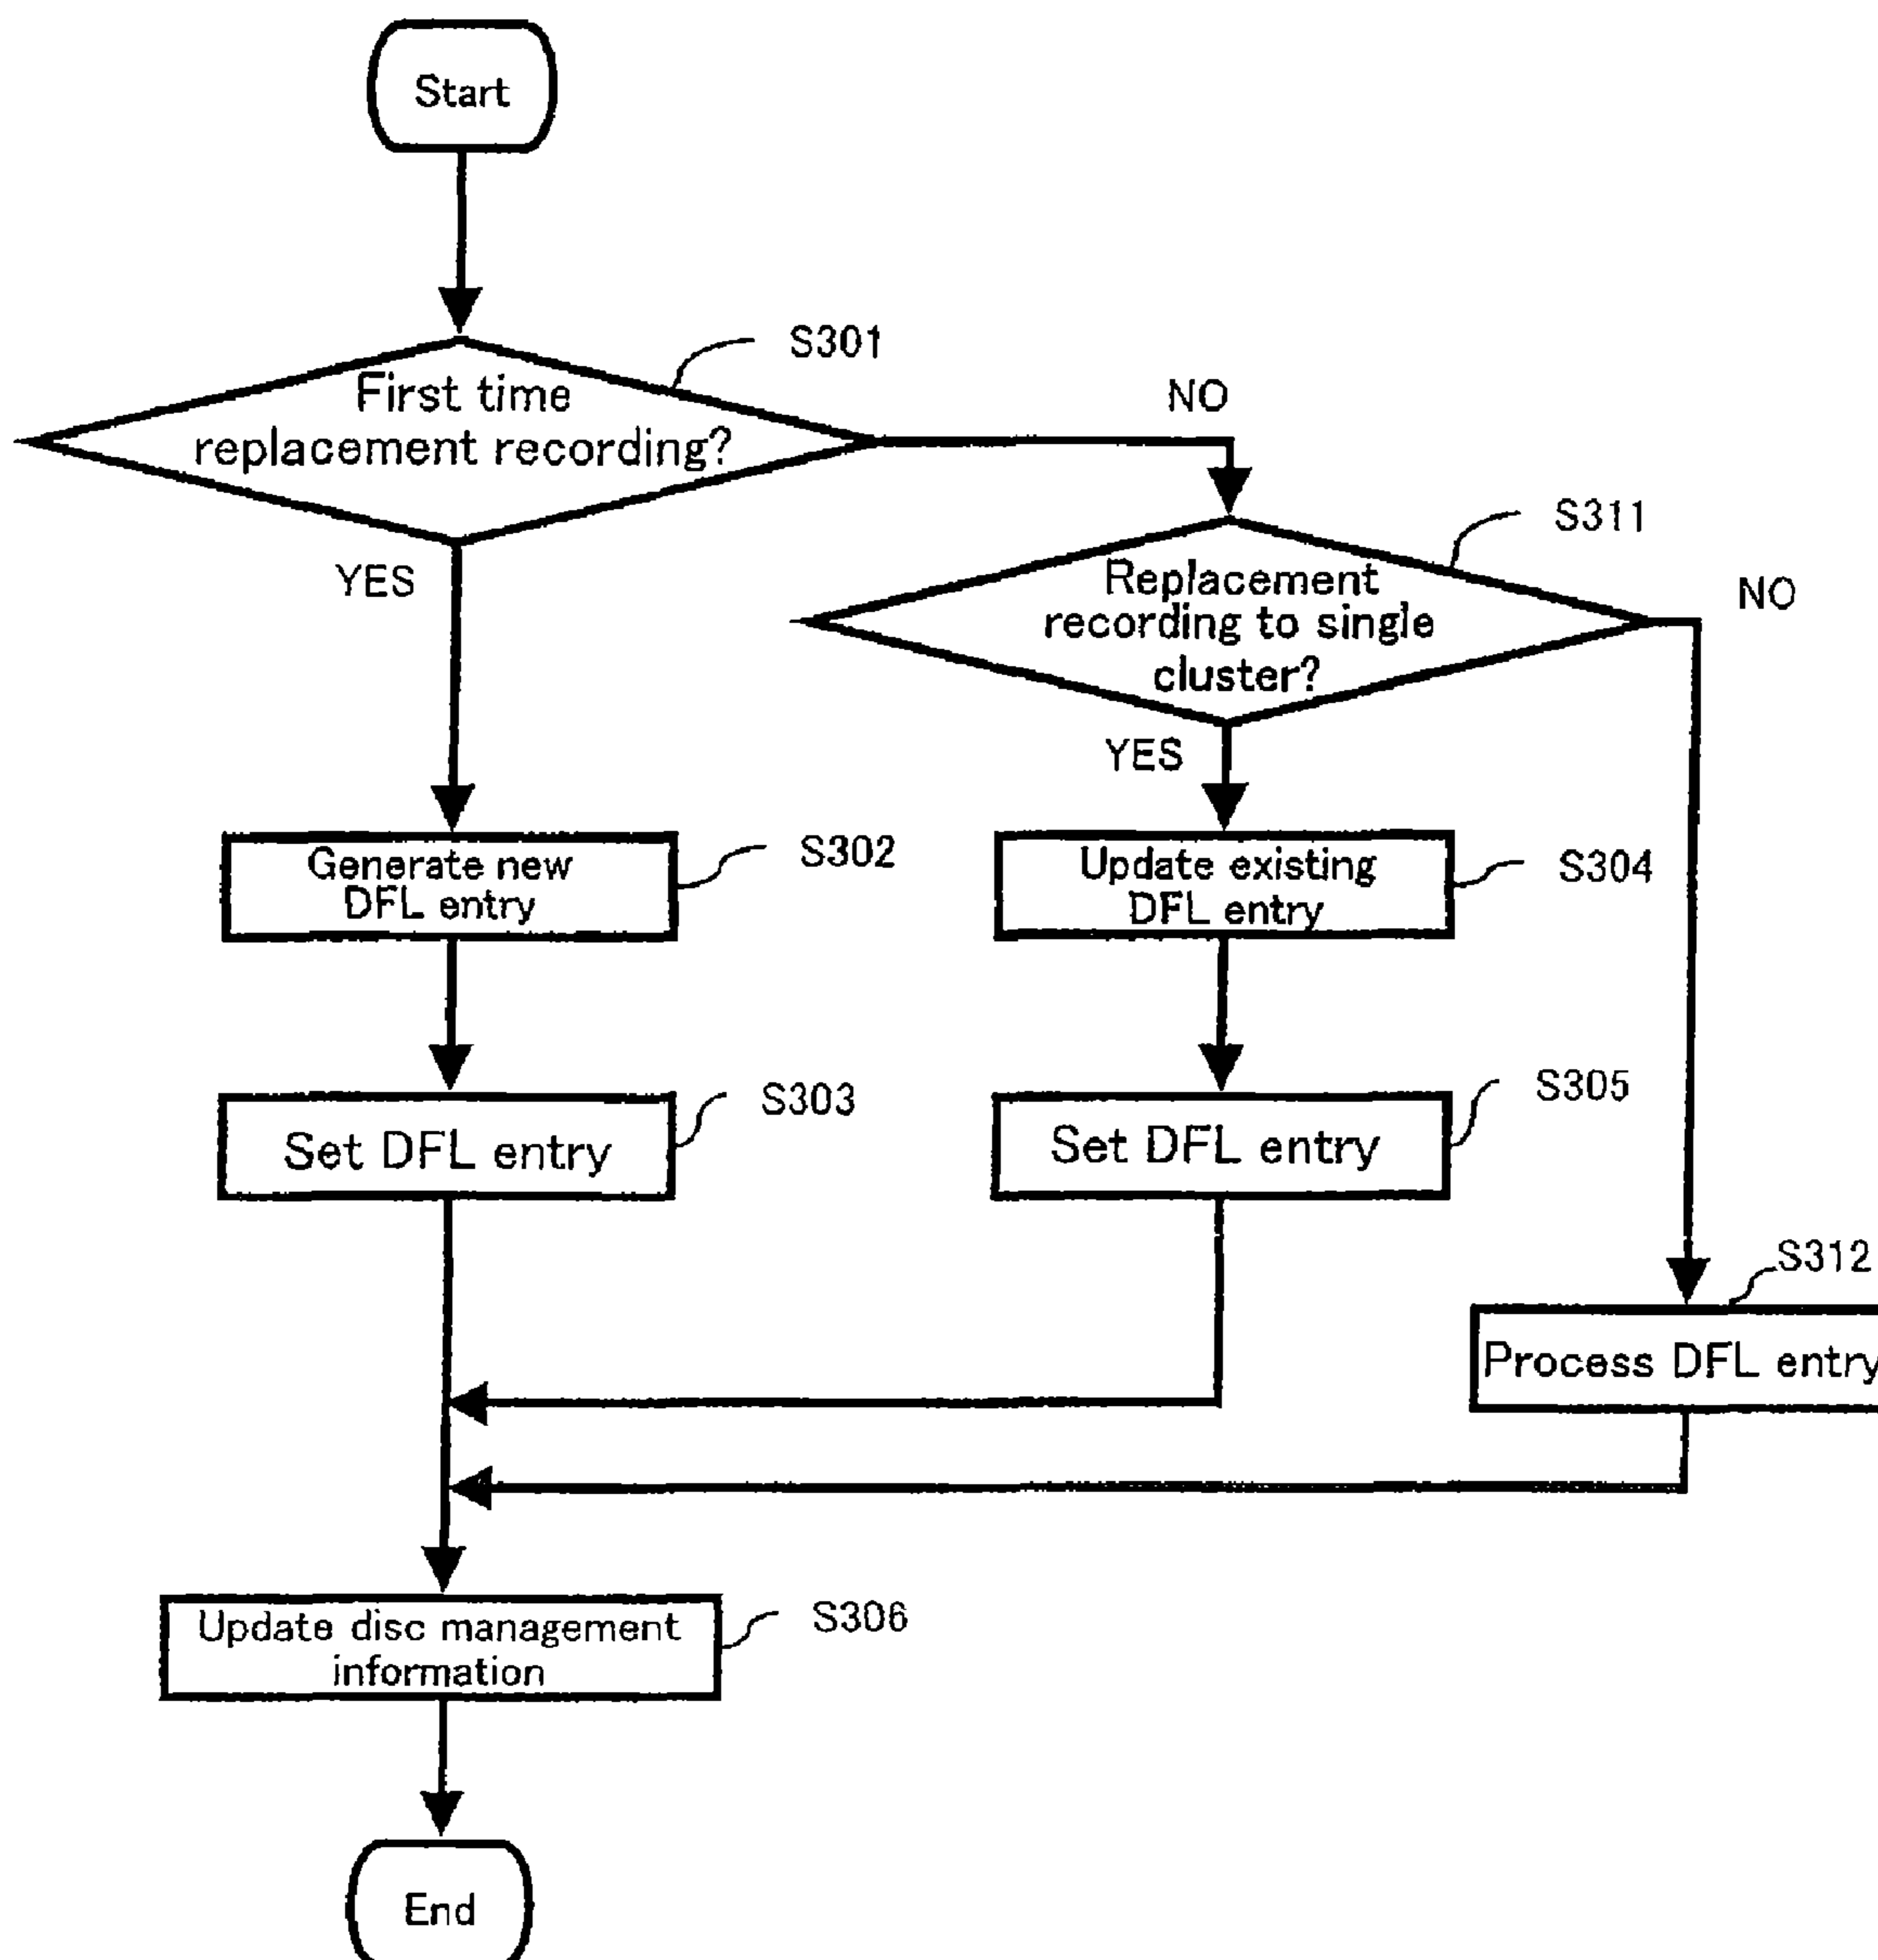 Start
S301
First time
replacement recording?
NO
YES
S311
Replacement
recording to single
cluster?
NO
YES
Generate new
DFL entry
S302
Update existing
DFL entry
S304
Set DFL entry
S303
Set DFL entry
S305
S312
Process DFL entry
Update disc management
information
S306
End